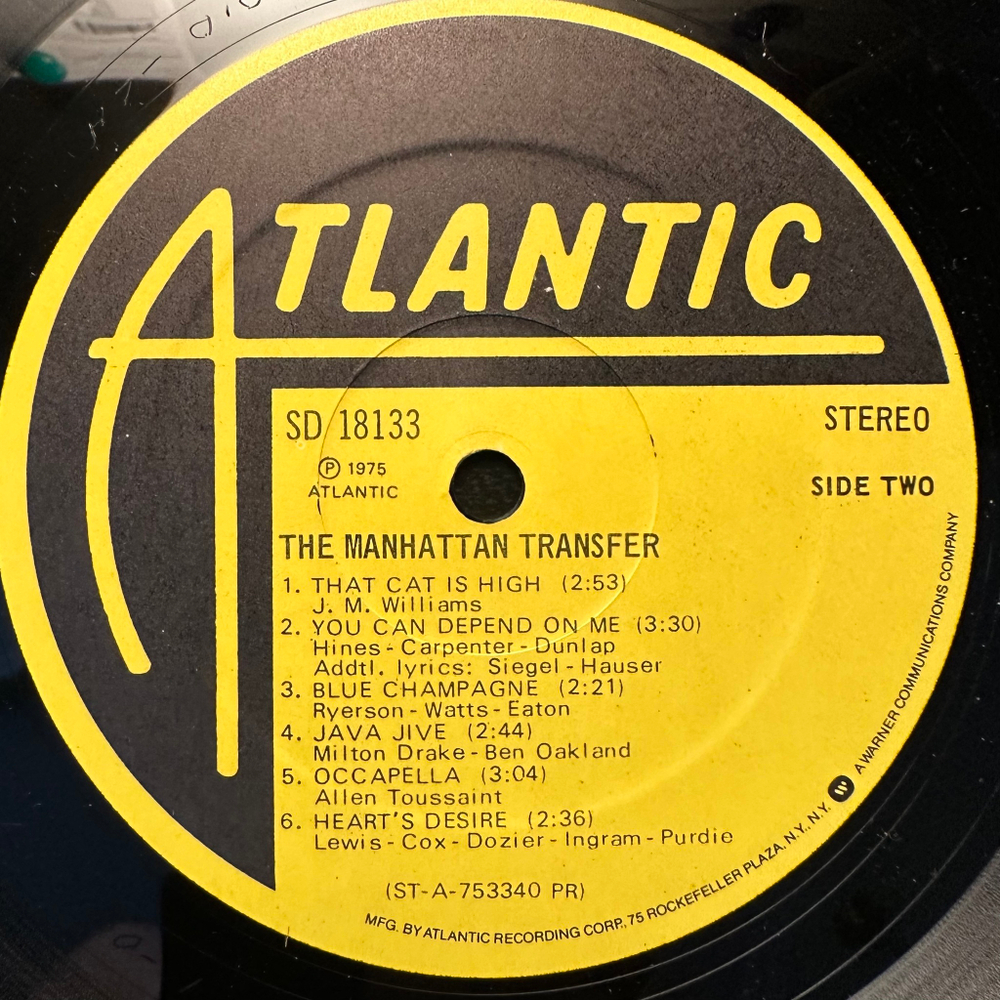 ATLANTIC
SD 18133
STEREO
℗ 1975
ATLANTIC
SIDE TWO
THE MANHATTAN TRANSFER
1. THAT CAT IS HIGH (2:53)
J. M. Williams
2. YOU CAN DEPEND ON ME (3:30)
Hines - Carpenter - Dunlap
Addtl. lyrics: Siegel - Hauser
3. BLUE CHAMPAGNE (2:21)
Ryerson - Watts - Eaton
4. JAVA JIVE (2:44)
Milton Drake - Ben Oakland
5. OCCAPELLA (3:04)
Allen Toussaint
6. HEART'S DESIRE (2:36)
Lewis - Cox - Dozier - Ingram - Purdie
(ST-A-753340 PR)
MFG. BY ATLANTIC RECORDING CORP., 75 ROCKEFELLER PLAZA, N.Y., N.Y. A WARNER COMMUNICATIONS COMPANY